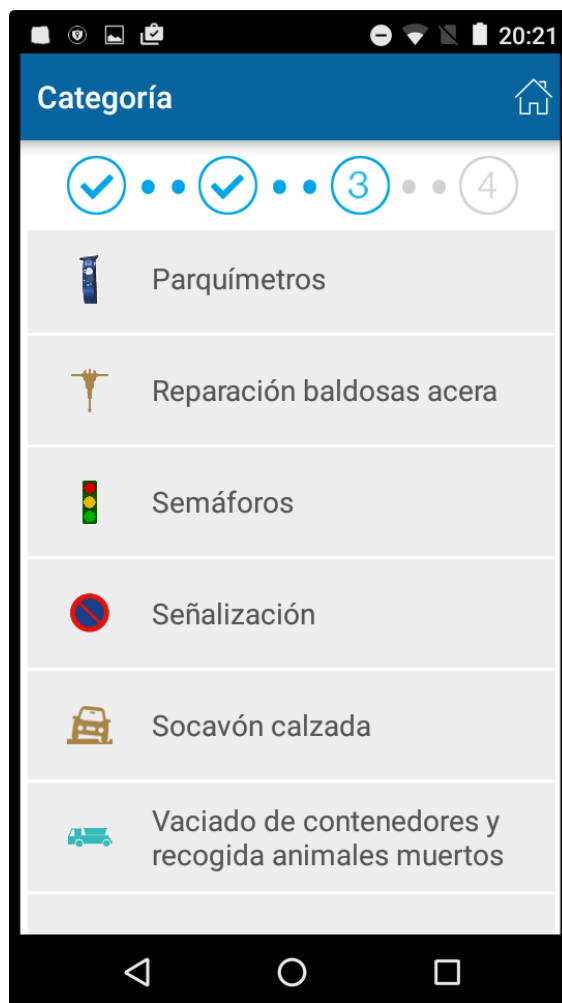 20:21
Categoría
3
4
Parquímetros
Reparación baldosas acera
Semáforos
Señalización
Socavón calzada
Vaciado de contenedores y
recogida animales muertos